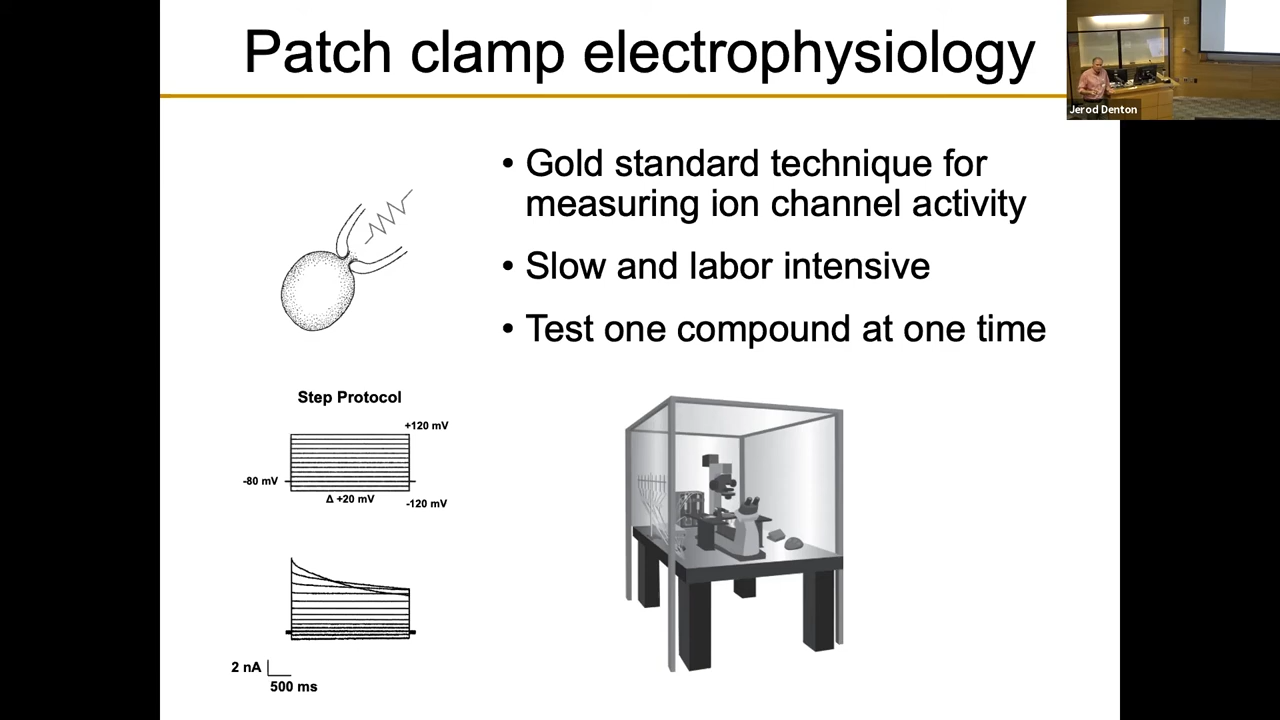 Patch clamp electrophysiology
Jerod Denton
• Gold standard technique for
measuring ion channel activity
• Slow and labor intensive
• Test one compound at one time
Step Protocol
+120 mV
-80 mV
Δ +20 mV
-120 mV
2 nA
500 ms